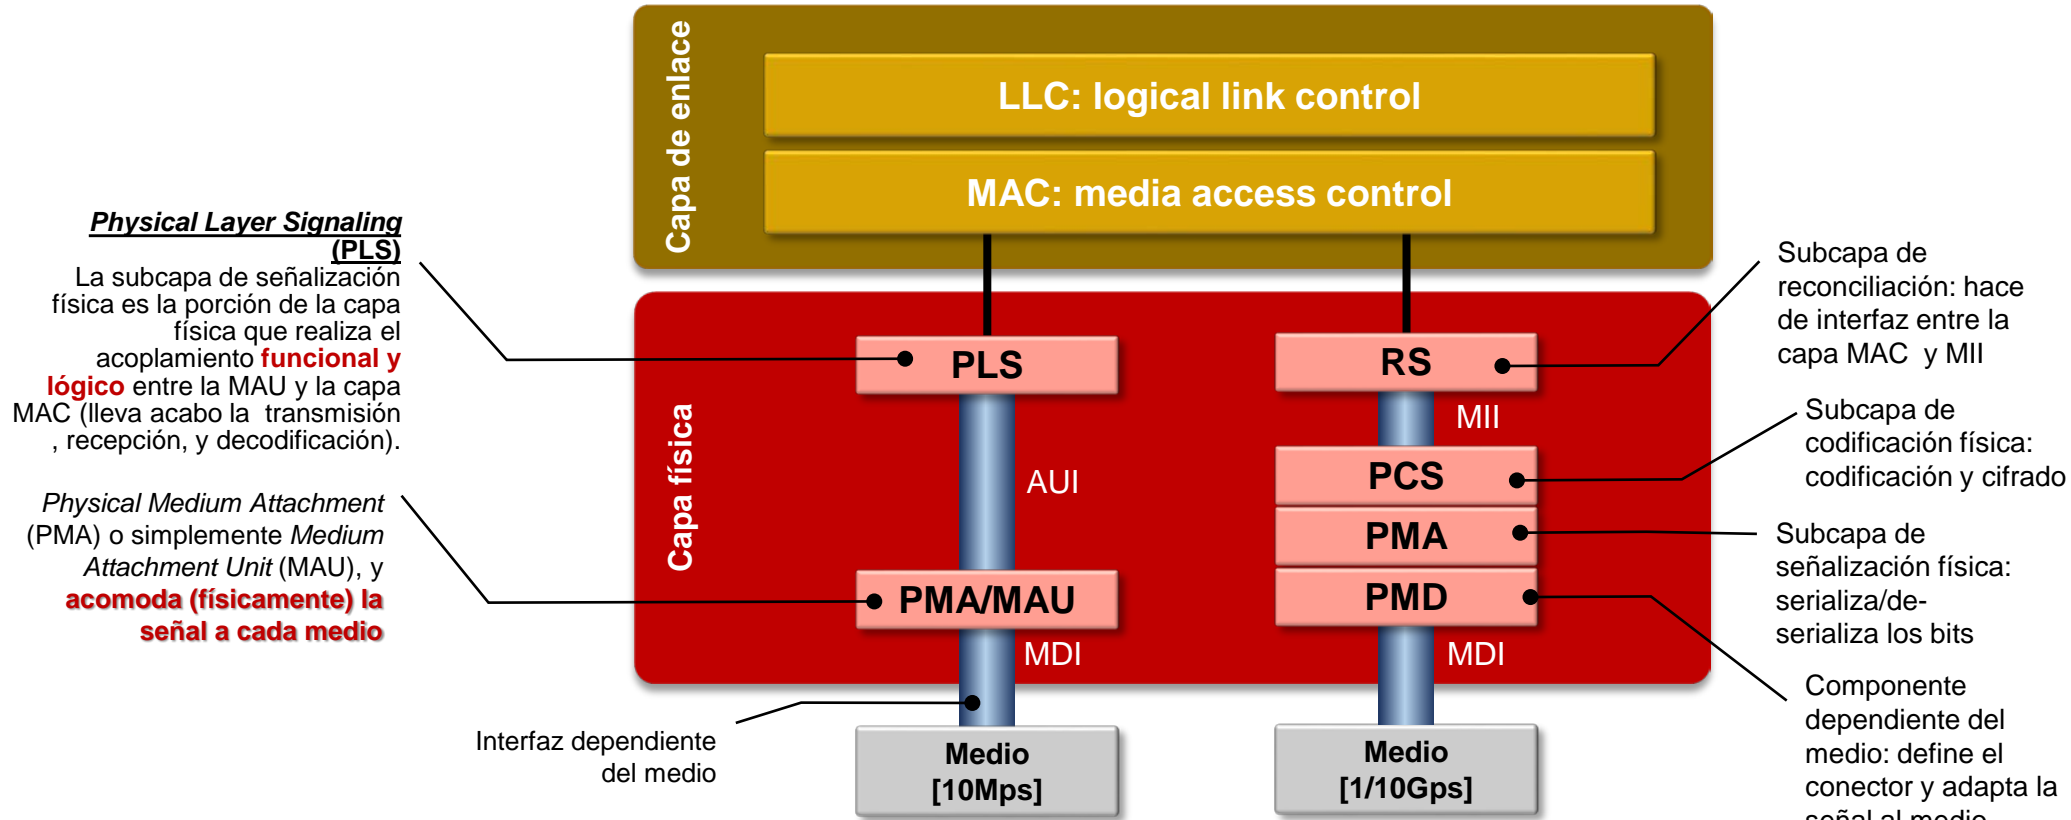 Capa de enlace
LLC: logical link control
MAC: media access control
Physical Layer Signaling
(PLS)
La subcapa de señalización
física es la porción de la capa
física que realiza el
acoplamiento funcional y
lógico entre la MAU y la capa
MAC (lleva acabo la  transmisión
, recepción, y decodificación).
Physical Medium Attachment
(PMA) o simplemente Medium
Attachment Unit (MAU), y
acomoda (físicamente) la
señal a cada medio
Interfaz dependiente
del medio
Capa física
PLS
AUI
PMA/MAU
MDI
Medio
[10Mps]
RS
MII
PCS
PMA
PMD
MDI
Medio
[1/10Gps]
Subcapa de
reconciliación: hace
de interfaz entre la
capa MAC  y MII
Subcapa de
codificación física:
codificación y cifrado
Subcapa de
señalización física:
serializa/de-
serializa los bits
Componente
dependiente del
medio: define el
conector y adapta la
señal al medio